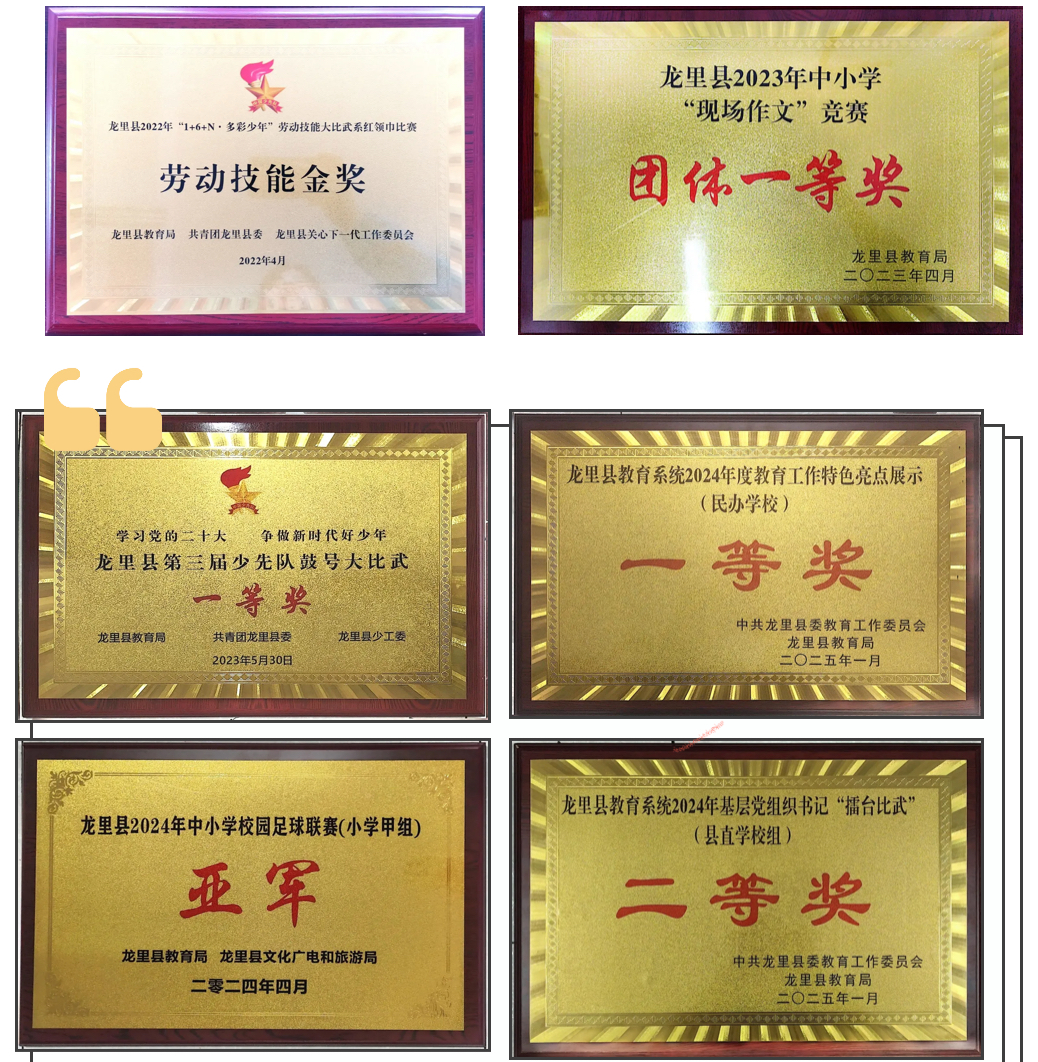 龙里县2022年“1+6+N·多彩少年”劳动技能大比武系红领巾比赛
劳动技能金奖
龙里县教育局 共青团龙里县委 龙里县关心下一代工作委员会
2022年4月
龙里县2023年中小学
“现场作文”竞赛
团体一等奖
龙里县教育局
二〇二三年四月
学习党的二十大 争做新时代好少年
龙里县第三届少先队鼓号大比武
一等奖
龙里县教育局 共青团龙里县委 龙里县少工委
2023年5月30日
龙里县教育系统2024年度教育工作特色亮点展示
（民办学校）
一等奖
中共龙里县委教育工作委员会
龙里县教育局
二〇二五年一月
龙里县2024年中小学校园足球联赛(小学甲组)
亚军
龙里县教育局 龙里县文化广电和旅游局
二零二四年四月
龙里县教育系统2024年基层党组织书记“擂台比武”
（县直学校组）
二等奖
中共龙里县委教育工作委员会
龙里县教育局
二〇二五年一月